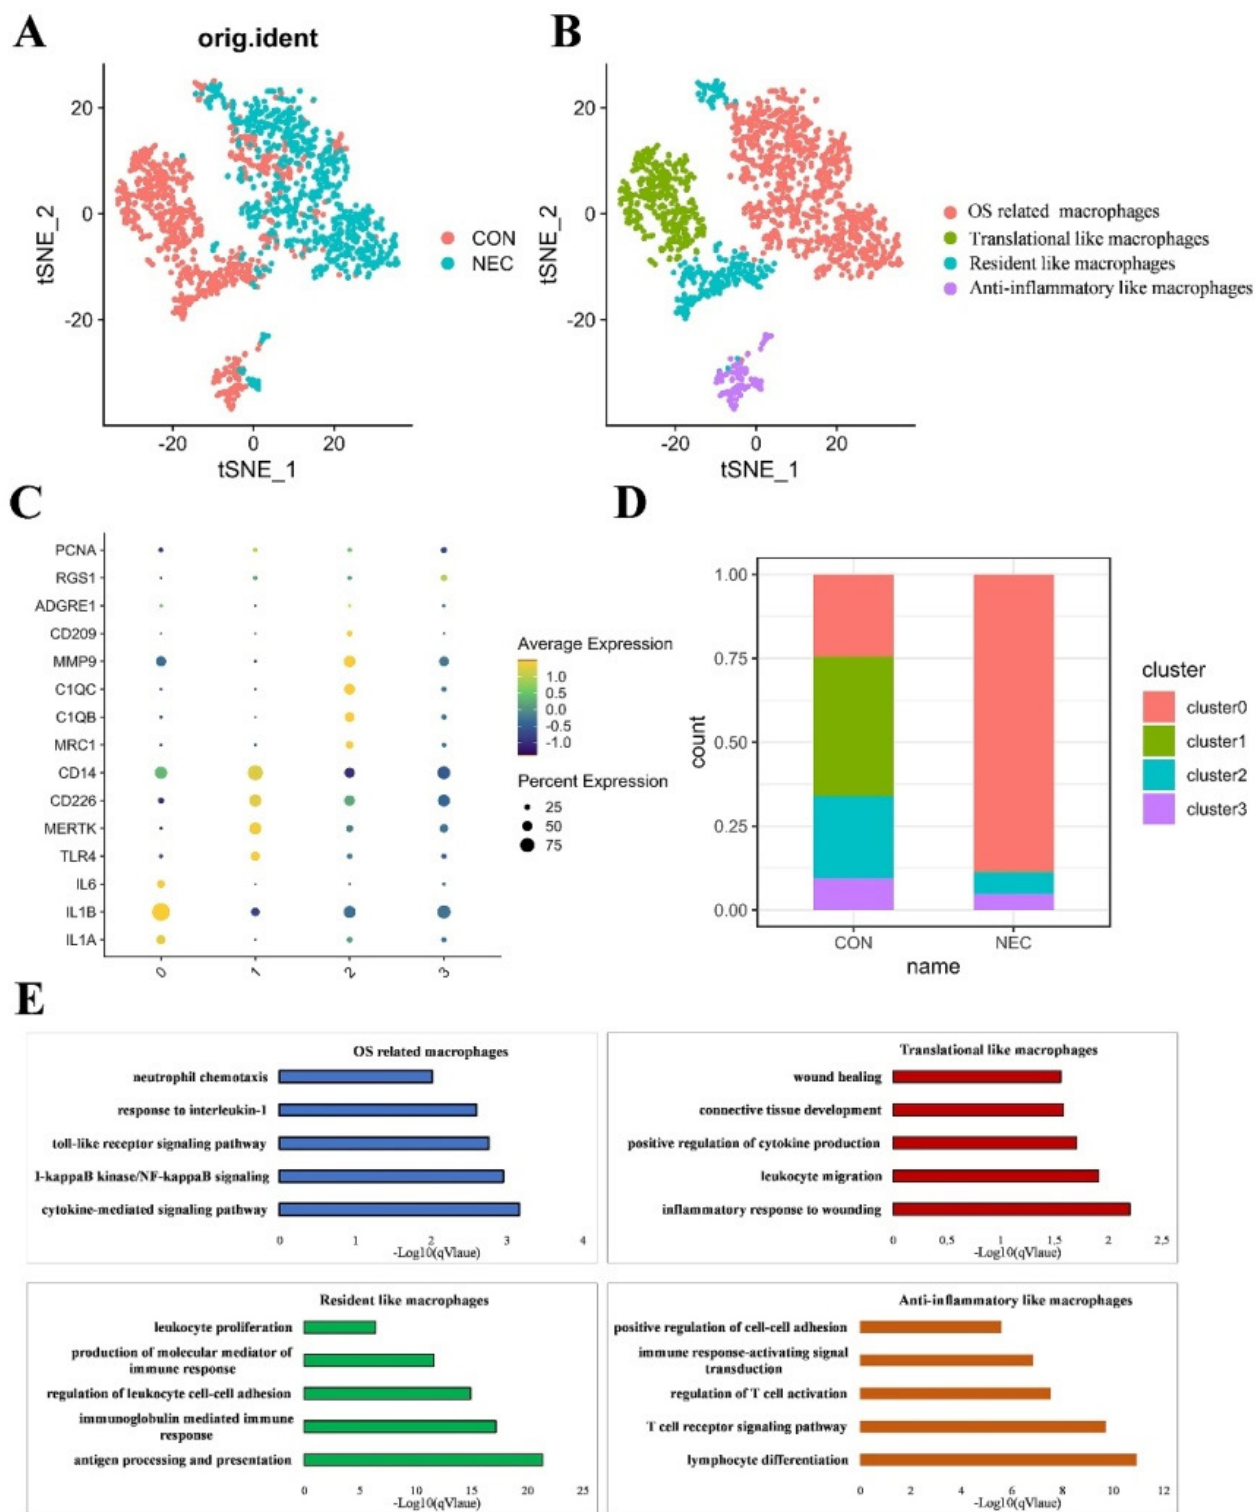 A
orig.ident
tSNE_2
20
0
-20
-20
0
20
tSNE_1
CON
NEC
B
tSNE_2
20
0
-20
-20
0
20
tSNE_1
OS related macrophages
Translational like macrophages
Resident like macrophages
Anti-inflammatory like macrophages
C
PCNA
RGS1
ADGRE1
CD209
MMP9
C1QC
C1QB
MRC1
CD14
CD226
MERTK
TLR4
IL6
IL1B
IL1A
0
1
2
3
Average Expression
1.0
0.5
0.0
-0.5
-1.0
Percent Expression
25
50
75
D
count
1.00
0.75
0.50
0.25
0.00
CON
NEC
name
cluster
cluster0
cluster1
cluster2
cluster3
E
OS related macrophages
neutrophil chemotaxis
response to interleukin-1
toll-like receptor signaling pathway
I-kappaB kinase/NF-kappaB signaling
cytokine-mediated signaling pathway
0 1 2 3 4
-Log10(qVlaue)
Translational like macrophages
wound healing
connective tissue development
positive regulation of cytokine production
leukocyte migration
inflammatory response to wounding
0 0,5 1 1,5 2 2,5
-Log10(qVlaue)
Resident like macrophages
leukocyte proliferation
production of molecular mediator of
immune response
regulation of leukocyte cell-cell adhesion
immunoglobulin mediated immune
response
antigen processing and presentation
0 5 10 15 20 25
-Log10(qVlaue)
Anti-inflammatory like macrophages
positive regulation of cell-cell adhesion
immune response-activating signal
transduction
regulation of T cell activation
T cell receptor signaling pathway
lymphocyte differentiation
0 2 4 6 8 10 12
-Log10(qVlaue)